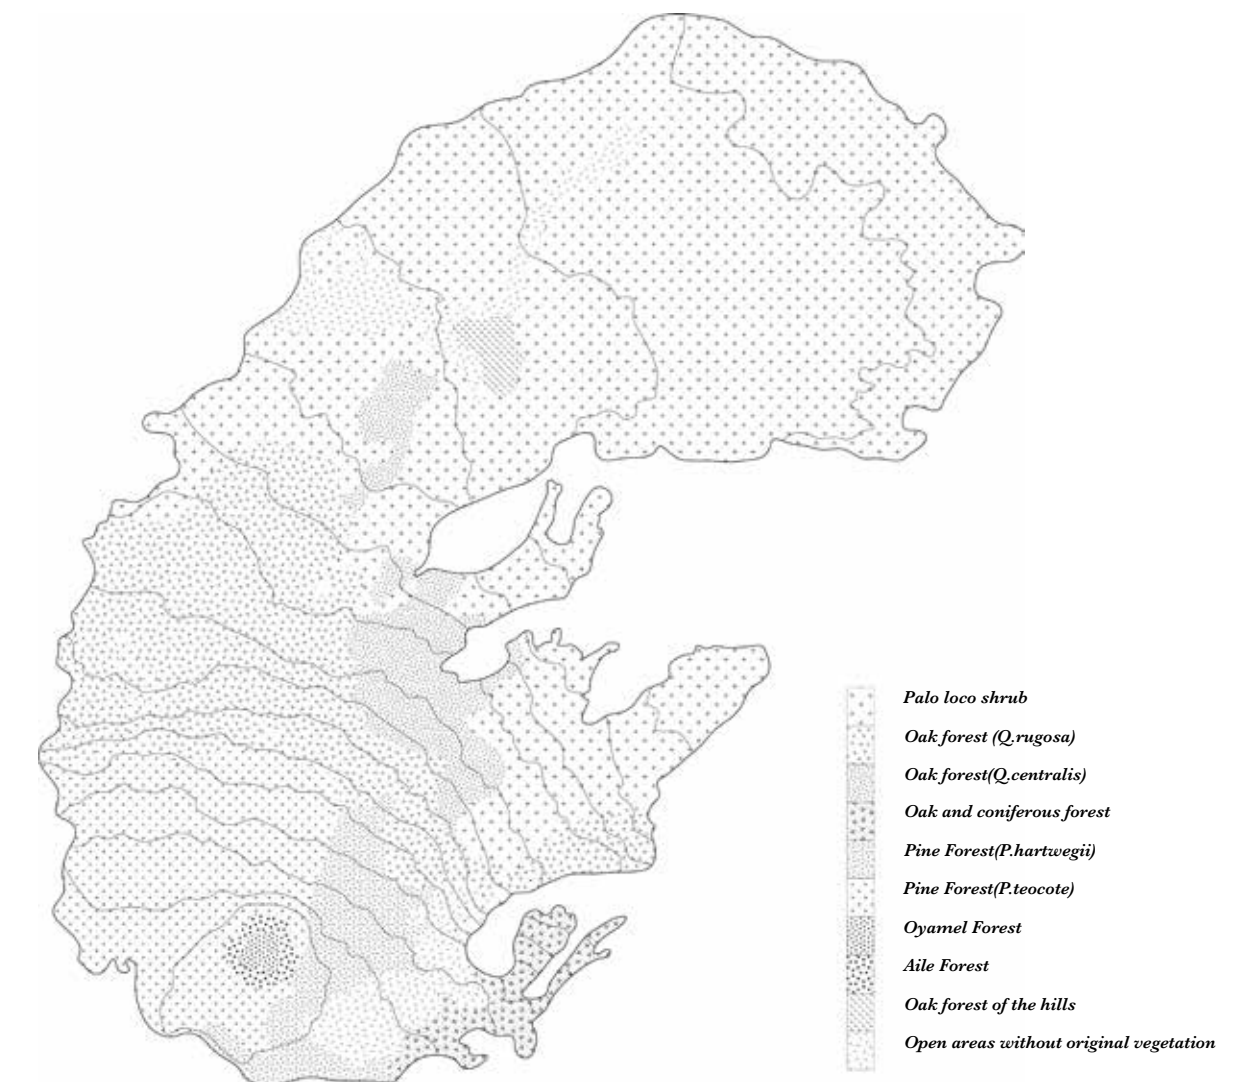 Palo loco shrub
Oak forest (Q.rugosa)
Oak forest(Q.centralis)
Oak and coniferous forest
Pine Forest(P.hartwegii)
Pine Forest(P.teocote)
Oyamel Forest
Aile Forest
Oak forest of the hills
Open areas without original vegetation